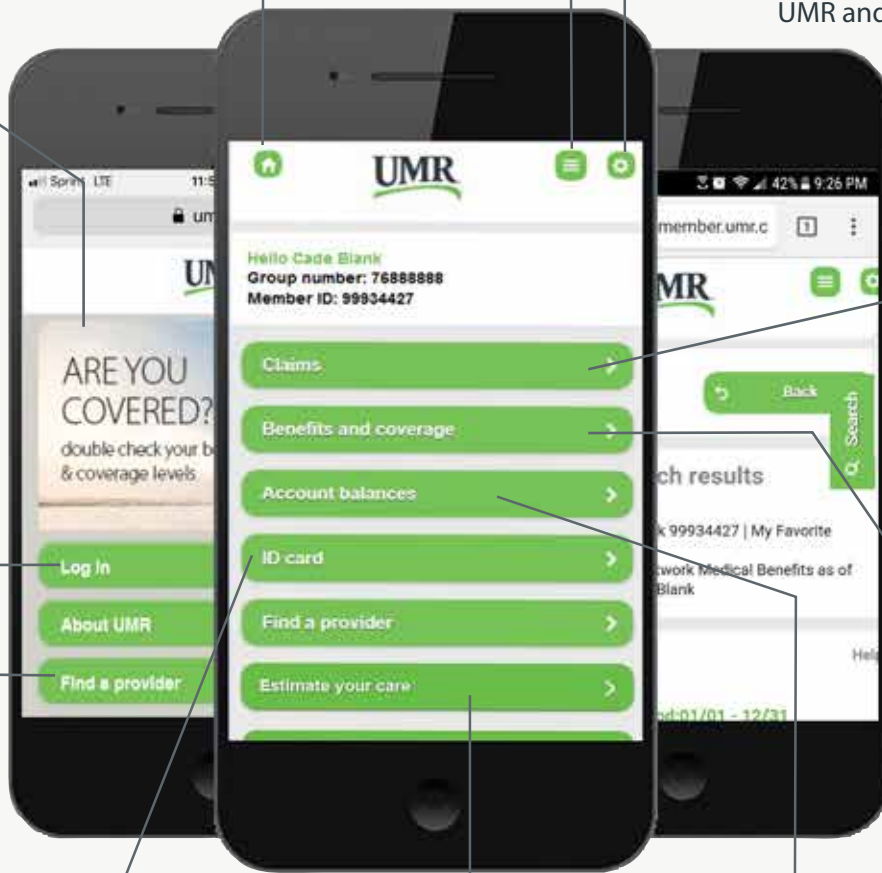 UMR and
Sprint LTE
11:5
um
UM
ARE YOU
COVERED?
double check your b
& coverage levels
Log in
About UMR
Find a provider
UMR
Hello Cade Blank
Group number: 76888888
Member ID: 99934427
Claims
Benefits and coverage
Account balances
ID card
Find a provider
Estimate your care
42% 9:26 PM
member.umr.c
1
MR
Back
Search
ch results
k 99934427 | My Favorite
twork Medical Benefits as of
Blank
Help
od:01/01 - 12/31